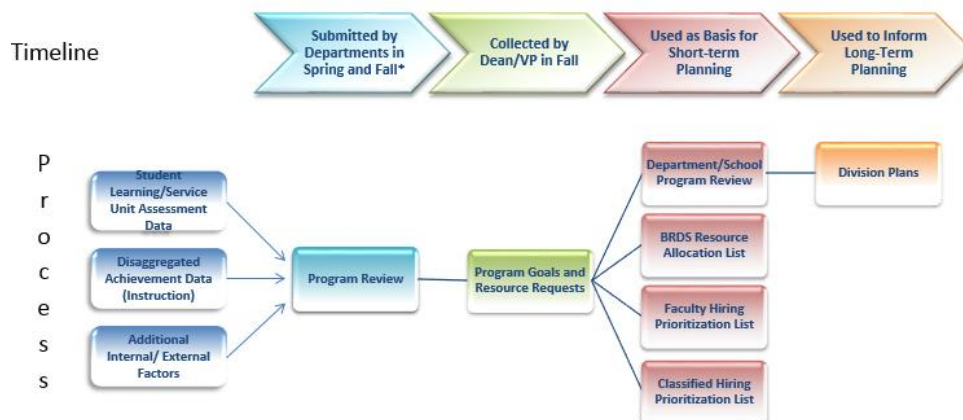 Timeline
Submitted by
Departments in
Spring and Fall*
Collected by
Dean/VP in Fall
Used as Basis for
Short-term
Planning
Used to Inform
Long-Term
Planning
P
r
o
c
e
s
s
Student
Learning/Service
Unit Assessment
Data
Disaggregated
Achievement Data
(Instruction)
Additional
Internal/ External
Factors
Program Review
Program Goals and
Resource Requests
Department/School
Program Review
BRDS Resource
Allocation List
Faculty Hiring
Prioritization List
Classified Hiring
Prioritization List
Division Plans